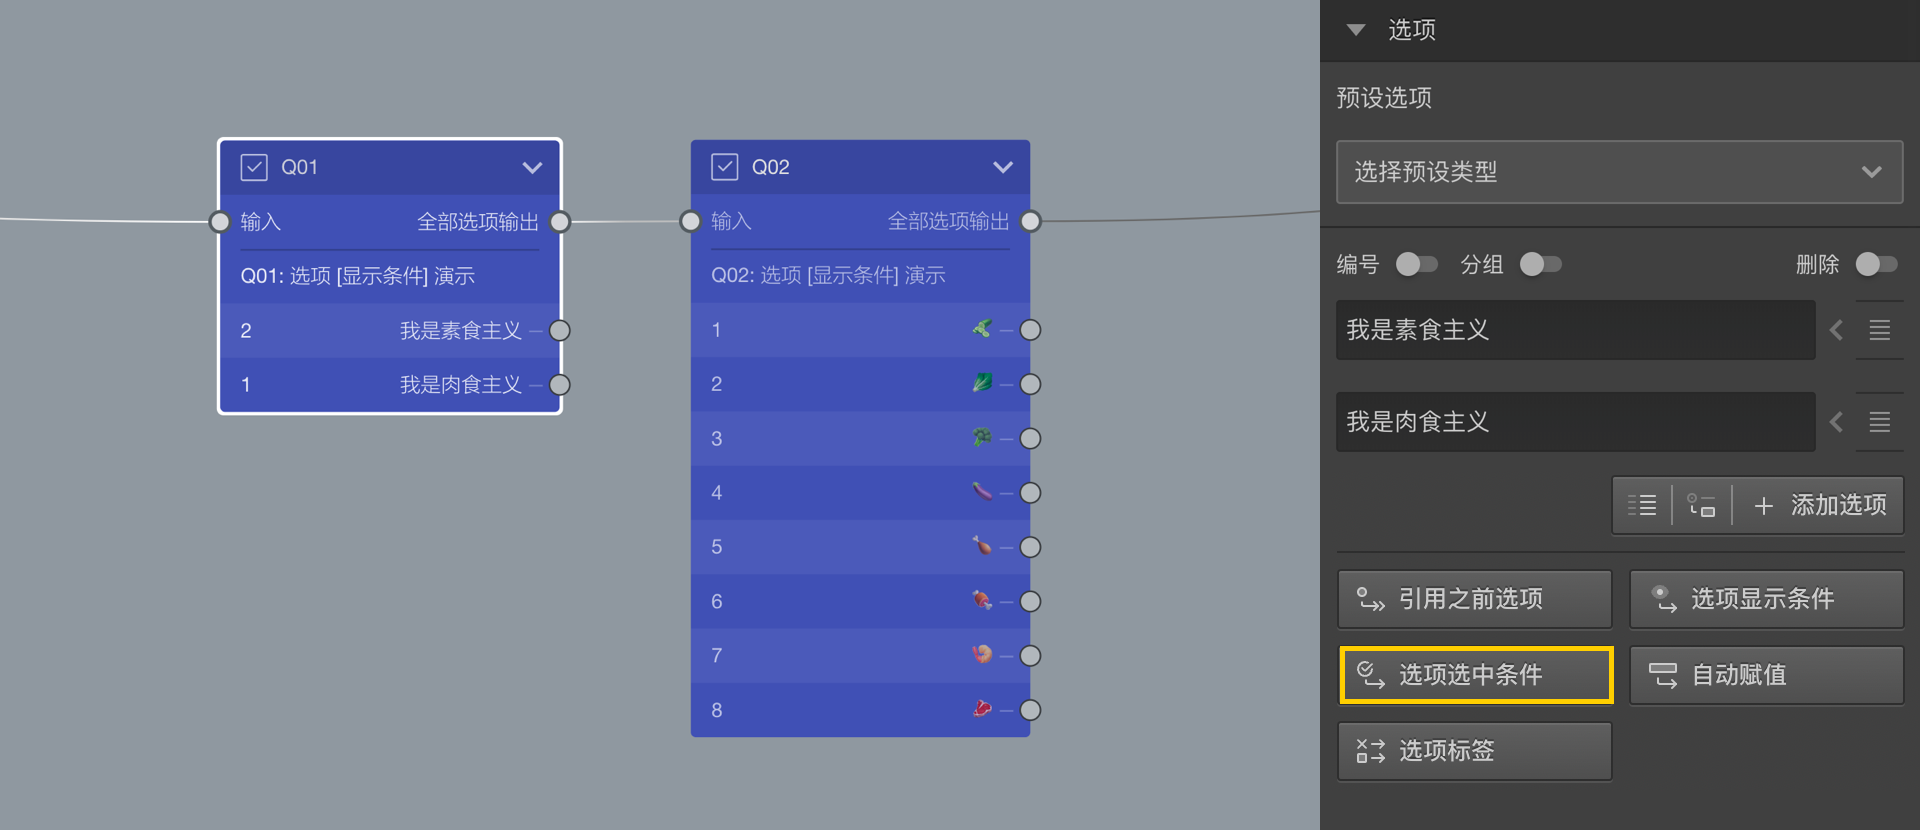 Q01
输入 全部选项输出
Q01: 选项 [显示条件] 演示
2 我是素食主义
1 我是肉食主义
Q02
输入 全部选项输出
Q02: 选项 [显示条件] 演示
1
2
3
4
5
6
7
8
选项
预设选项
选择预设类型
编号 分组 删除
我是素食主义
我是肉食主义
添加选项
引用之前选项 选项显示条件
选项选中条件 自动赋值
选项标签